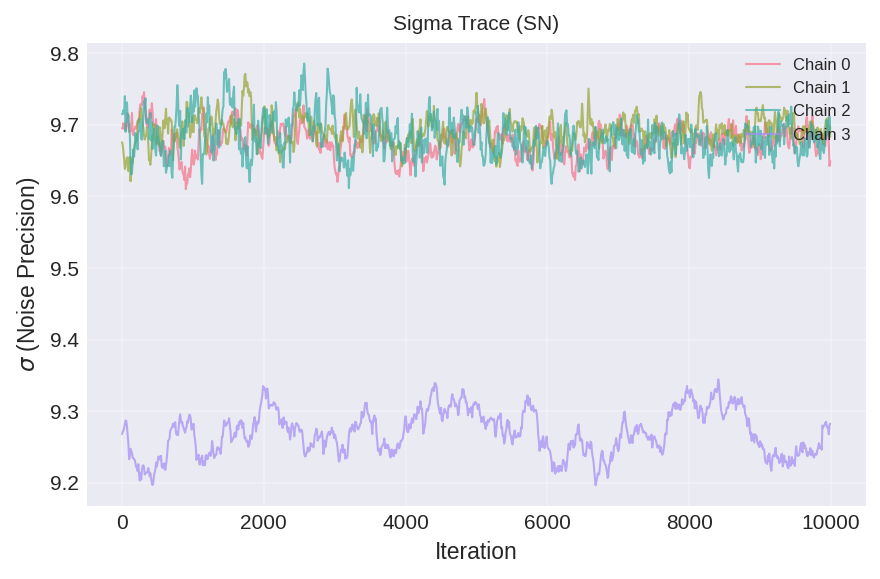 Sigma Trace (SN)
9.8
9.7
9.6
9.5
9.4
9.3
9.2
σ (Noise Precision)
Chain 0
Chain 1
Chain 2
Chain 3
0 2000 4000 6000 8000 10000
Iteration